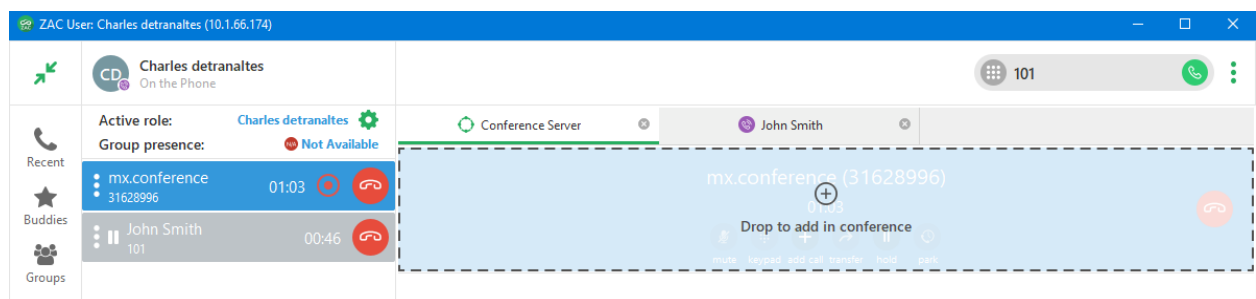 ZAC User: Charles detranaltes (10.1.66.174)
CD
Charles detranaltes
On the Phone
101
Active role: Charles detranaltes
Group presence: Not Available
Conference Server
John Smith
Recent
mx.conference
31628996
01:03
mx.conference (31628996)
01:03
Drop to add in conference
Buddies
John Smith
101
00:46
mute keypad add call transfer hold park
Groups